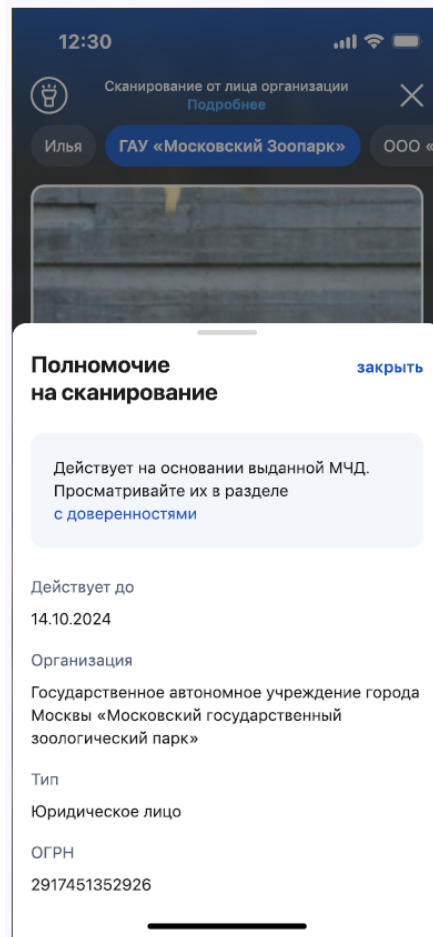 12:30
Сканирование от лица организации
Подробнее
Илья
ГАУ «Московский Зоопарк»
ООО «
Полномочие
на сканирование
закрыть
Действует на основании выданной МЧД.
Просматривайте их в разделе
с доверенностями
Действует до
14.10.2024
Организация
Государственное автономное учреждение города
Москвы «Московский государственный
зоологический парк»
Тип
Юридическое лицо
ОГРН
2917451352926